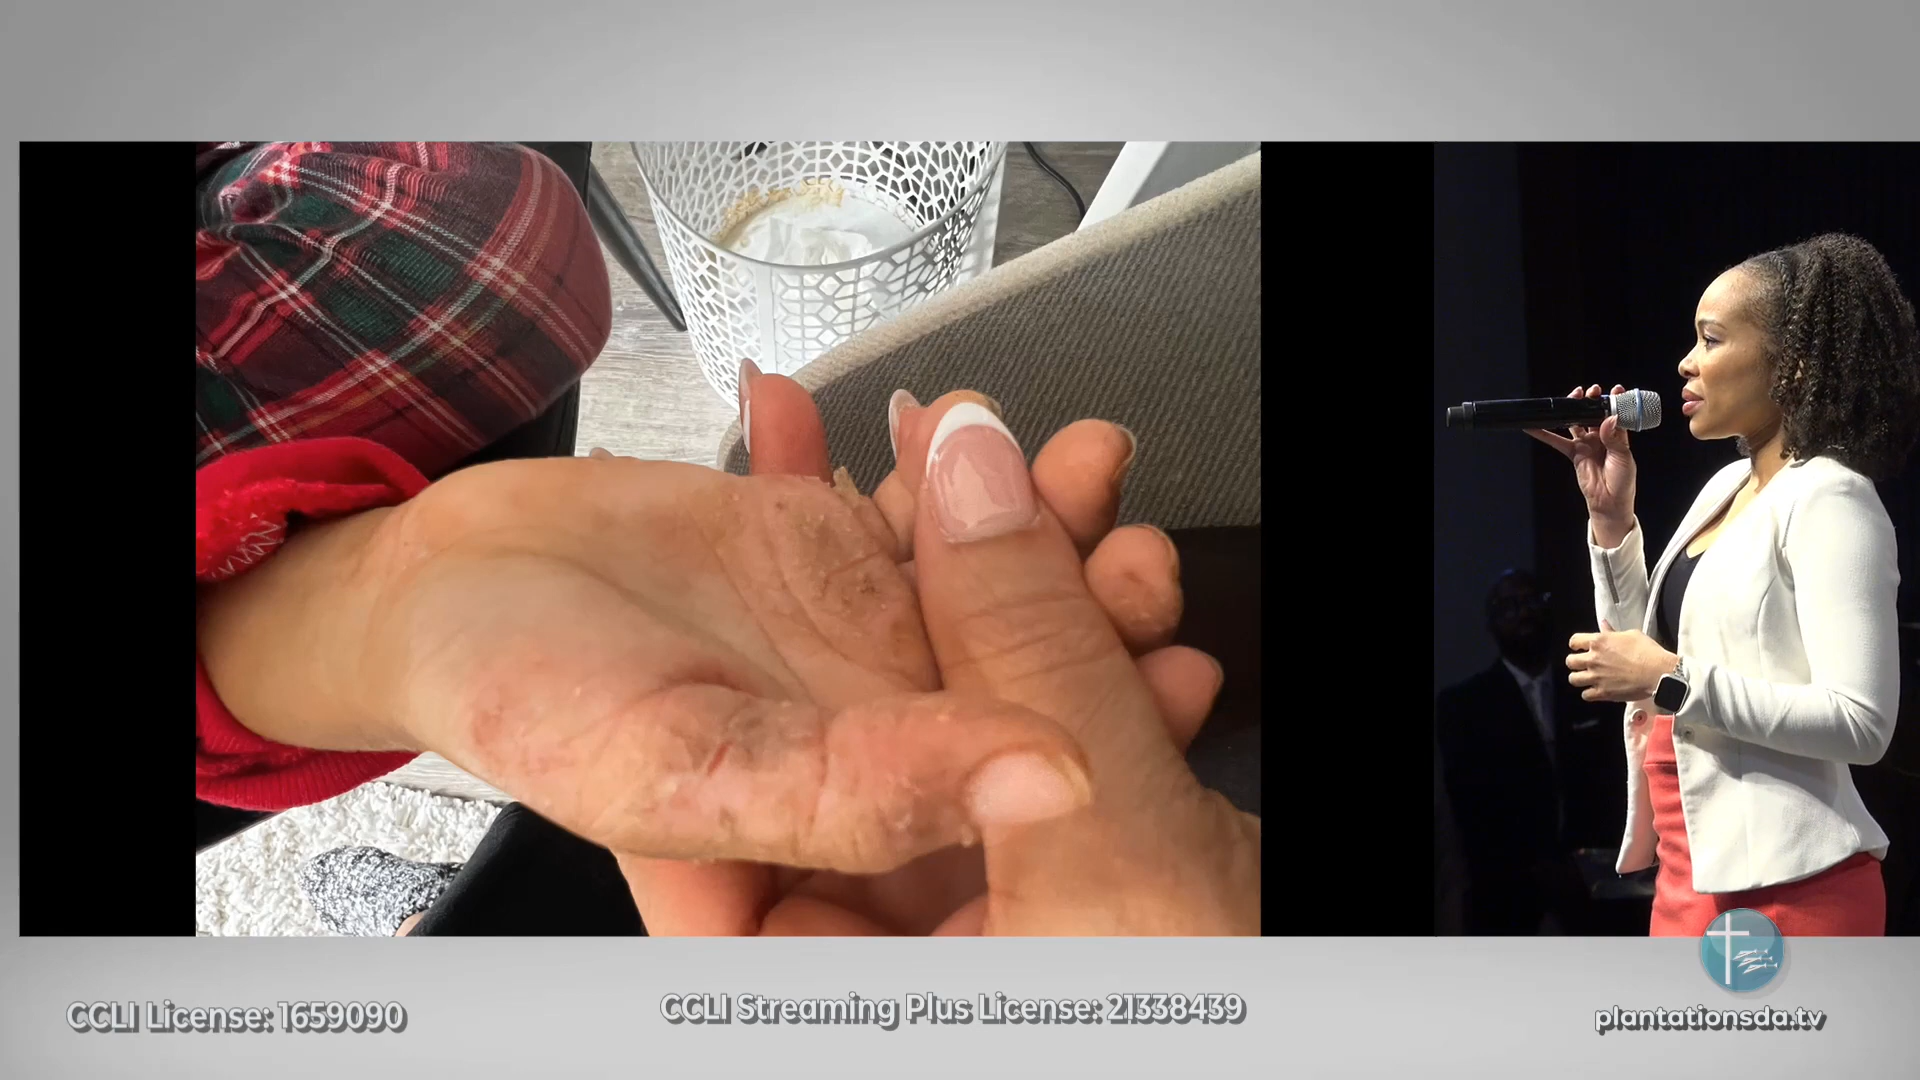 CCLI License: 1659090
CCLI Streaming Plus License: 21338439
plantationsda.tv